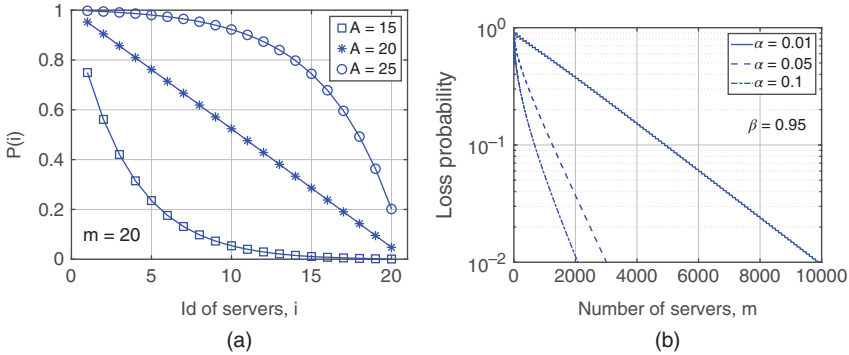 1
0.8
0.6
0.4
0.2
0
P(i)
0 5 10 15 20
Id of servers, i
A = 15
A = 20
A = 25
m = 20
(a)
10⁰
10⁻¹
10⁻²
Loss probability
0 2000 4000 6000 8000 10000
Number of servers, m
α = 0.01
α = 0.05
α = 0.1
β = 0.95
(b)